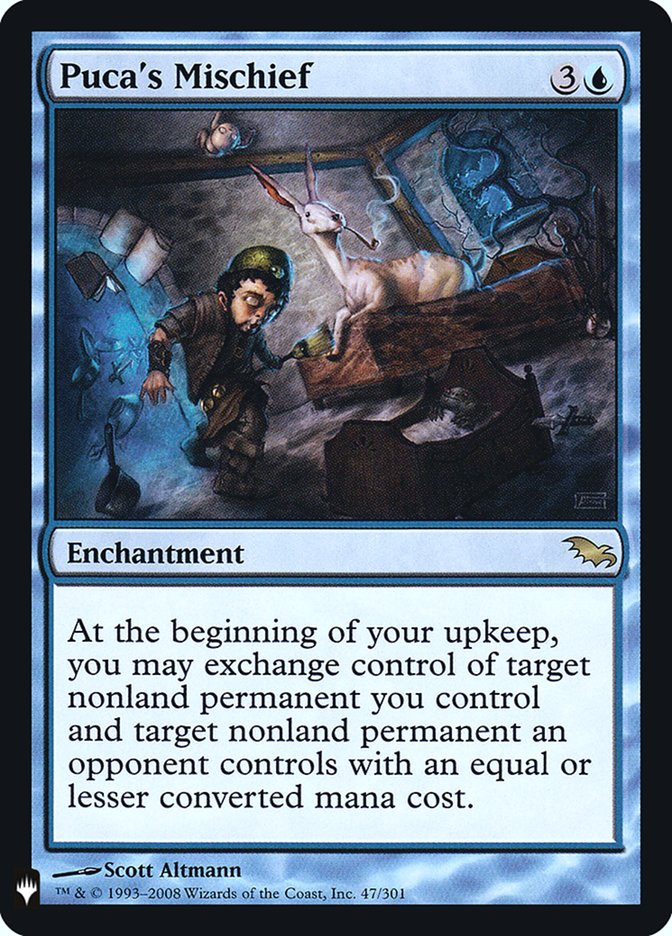 Puca's Mischief 3
Enchantment
At the beginning of your upkeep,
you may exchange control of target
nonland permanent you control
and target nonland permanent an
opponent controls with an equal or
lesser converted mana cost.
Scott Altmann
™ & © 1993–2008 Wizards of the Coast, Inc. 47/301